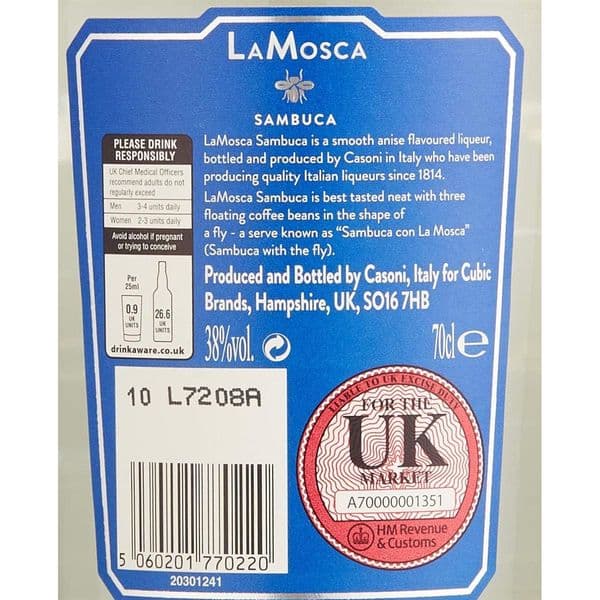 LaMosca
SAMBUCA
LaMosca Sambuca is a smooth anise flavoured liqueur,
bottled and produced by Casoni in Italy who have been
producing quality Italian liqueurs since 1814.
LaMosca Sambuca is best tasted neat with three
floating coffee beans in the shape of
a fly - a serve known as “Sambuca con La Mosca”
(Sambuca with the fly).
Produced and Bottled by Casoni, Italy for Cubic
Brands, Hampshire, UK, SO16 7HB
38%vol.
70cl e
PLEASE DRINK
RESPONSIBLY
UK Chief Medical Officers
recommend adults do not
regularly exceed
Men 3-4 units daily
Women 2-3 units daily
Avoid alcohol if pregnant
or trying to conceive
Per
25ml
0.9
UK
UNITS
26.6
UK
UNITS
drinkaware.co.uk
10 L7208A
5 060201 770220
20301241
LIABLE TO UK EXCISE DUTY
FOR THE
UK
MARKET
A70000001351
HM Revenue
& Customs